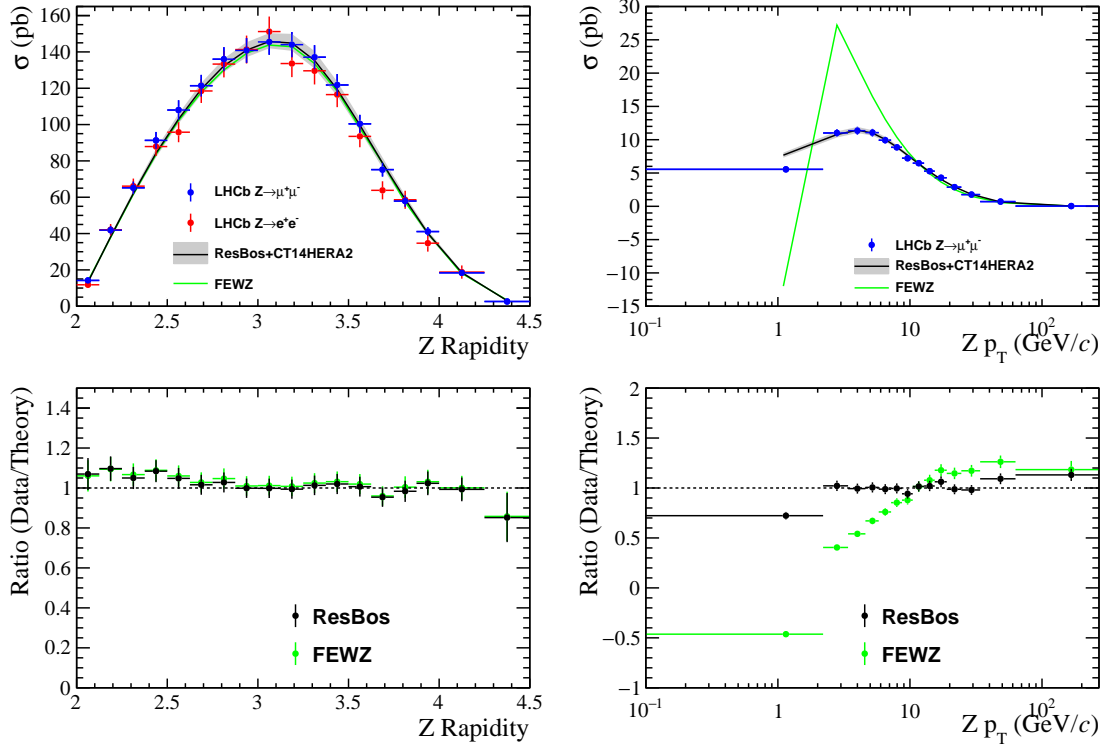 σ (pb)
160
140
120
100
80
60
40
20
0
LHCb Z→μ⁺μ⁻
LHCb Z→e⁺e⁻
ResBos+CT14HERA2
FEWZ
2 2.5 3 3.5 4 4.5
Z Rapidity
σ (pb)
30
25
20
15
10
5
0
−5
−10
−15
LHCb Z→μ⁺μ⁻
ResBos+CT14HERA2
FEWZ
10⁻¹ 1 10 10²
Z p_T (GeV/c)
Ratio (Data/Theory)
1.4
1.2
1
0.8
0.6
0.4
0.2
0
ResBos
FEWZ
2 2.5 3 3.5 4 4.5
Z Rapidity
Ratio (Data/Theory)
2
1.5
1
0.5
0
−0.5
−1
ResBos
FEWZ
10⁻¹ 1 10 10²
Z p_T (GeV/c)